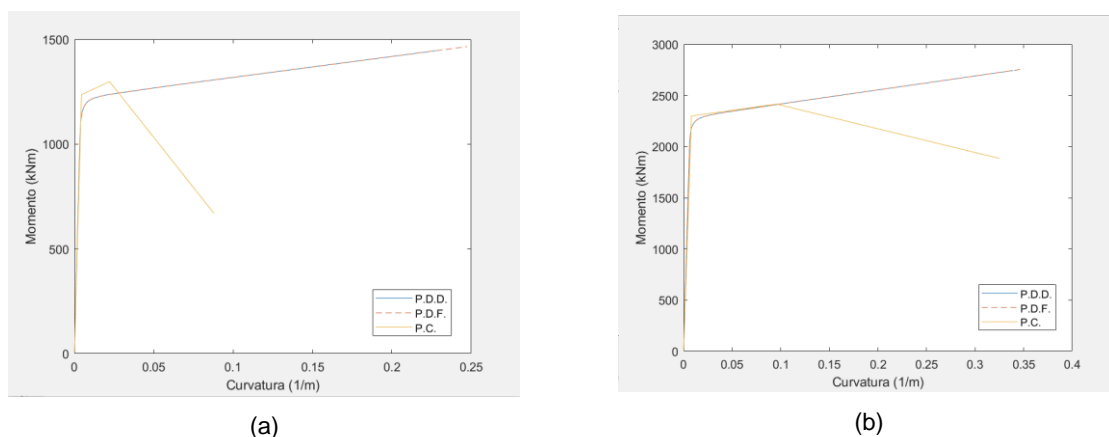 1500
1000
500
0
Momento (kNm)
P.D.D.
P.D.F.
P.C.
0 0.05 0.1 0.15 0.2 0.25
Curvatura (1/m)
(a)
3000
2500
2000
1500
1000
500
0
Momento (kNm)
P.D.D.
P.D.F.
P.C.
0 0.05 0.1 0.15 0.2 0.25 0.3 0.35 0.4
Curvatura (1/m)
(b)